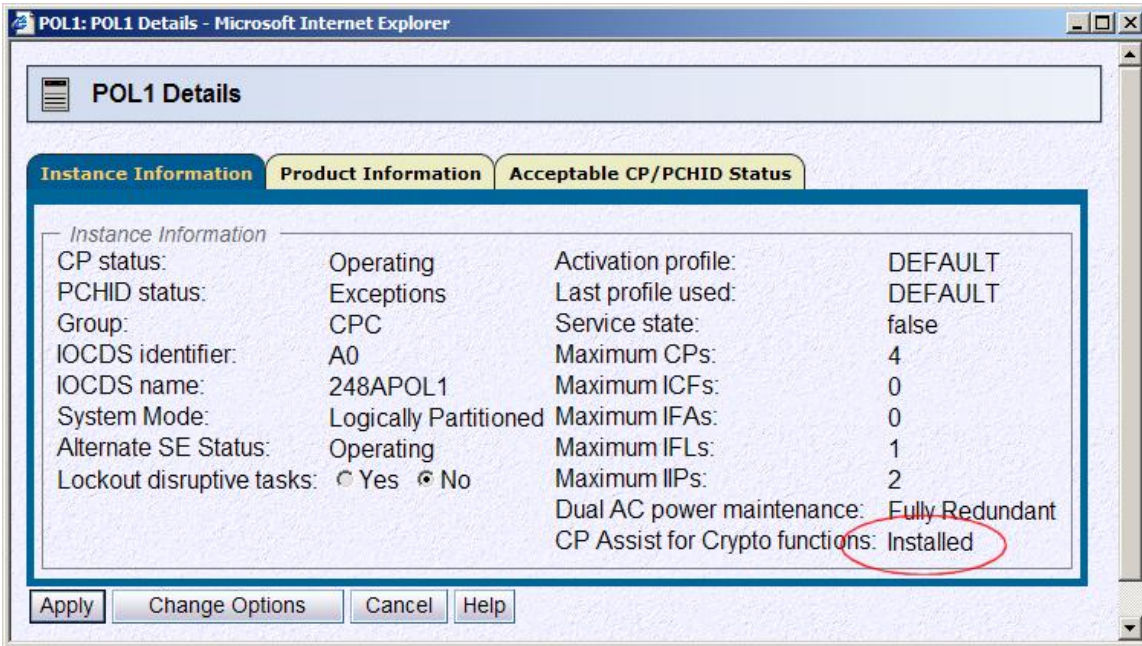 POL1: POL1 Details - Microsoft Internet Explorer
POL1 Details
Instance Information Product Information Acceptable CP/PCHID Status
Instance Information
CP status: Operating Activation profile: DEFAULT
PCHID status: Exceptions Last profile used: DEFAULT
Group: CPC Service state: false
IOCDS identifier: A0 Maximum CPs: 4
IOCDS name: 248APOL1 Maximum ICFs: 0
System Mode: Logically Partitioned Maximum IFAs: 0
Alternate SE Status: Operating Maximum IFLs: 1
Lockout disruptive tasks: Yes No Maximum IIPs: 2
Dual AC power maintenance: Fully Redundant
CP Assist for Crypto functions: Installed
Apply Change Options Cancel Help